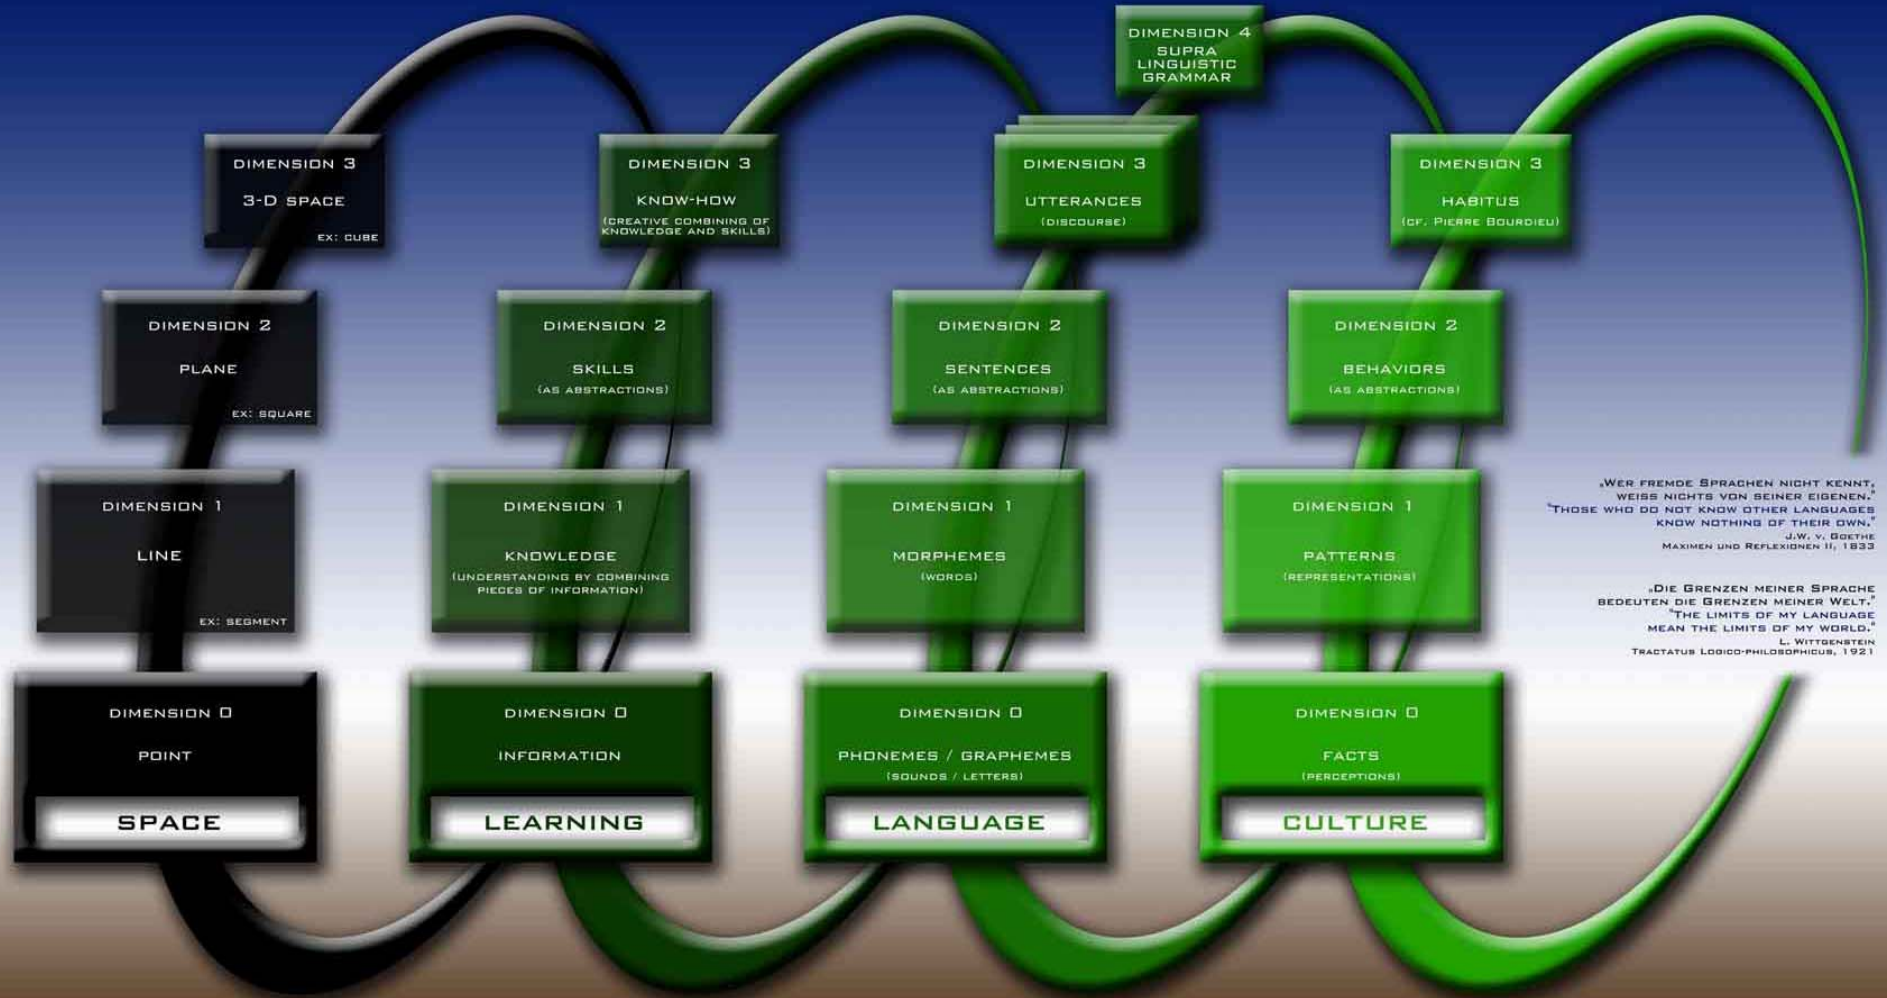 DIMENSION 4
SUPRA
LINGUISTIC
GRAMMAR
DIMENSION 3
3-D SPACE
EX: CUBE
DIMENSION 3
KNOW-HOW
(CREATIVE COMBINING OF
KNOWLEDGE AND SKILLS)
DIMENSION 3
UTTERANCES
(DISCOURSE)
DIMENSION 3
HABITUS
(CF. PIERRE BOURDIEU)
DIMENSION 2
PLANE
EX: SQUARE
DIMENSION 2
SKILLS
(AS ABSTRACTIONS)
DIMENSION 2
SENTENCES
(AS ABSTRACTIONS)
DIMENSION 2
BEHAVIORS
(AS ABSTRACTIONS)
DIMENSION 1
LINE
EX: SEGMENT
DIMENSION 1
KNOWLEDGE
(UNDERSTANDING BY COMBINING
PIECES OF INFORMATION)
DIMENSION 1
MORPHEMES
(WORDS)
DIMENSION 1
PATTERNS
(REPRESENTATIONS)
„WER FREMDE SPRACHEN NICHT KENNT,
WEISS NICHTS VON SEINER EIGENEN."
"THOSE WHO DO NOT KNOW OTHER LANGUAGES
KNOW NOTHING OF THEIR OWN."
J.W. V. GOETHE
MAXIMEN UND REFLEXIONEN II, 1833
„DIE GRENZEN MEINER SPRACHE
BEDEUTEN DIE GRENZEN MEINER WELT."
"THE LIMITS OF MY LANGUAGE
MEAN THE LIMITS OF MY WORLD."
L. WITTGENSTEIN
TRACTATUS LOGICO-PHILOSOPHICUS, 1921
DIMENSION 0
POINT
SPACE
DIMENSION 0
INFORMATION
LEARNING
DIMENSION 0
PHONEMES / GRAPHEMES
(SOUNDS / LETTERS)
LANGUAGE
DIMENSION 0
FACTS
(PERCEPTIONS)
CULTURE